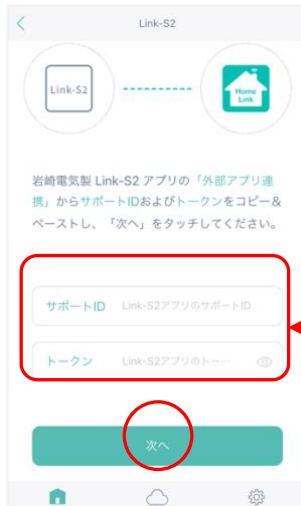 Link-S2
Link-S2
Home
Link
岩崎電気製 Link-S2 アプリの「外部アプリ連
携」からサポートIDおよびトークンをコピー&
ペーストし、「次へ」をタッチしてください。
サポートID Link-S2アプリのサポートID
トークン Link-S2アプリのトー…
次へ